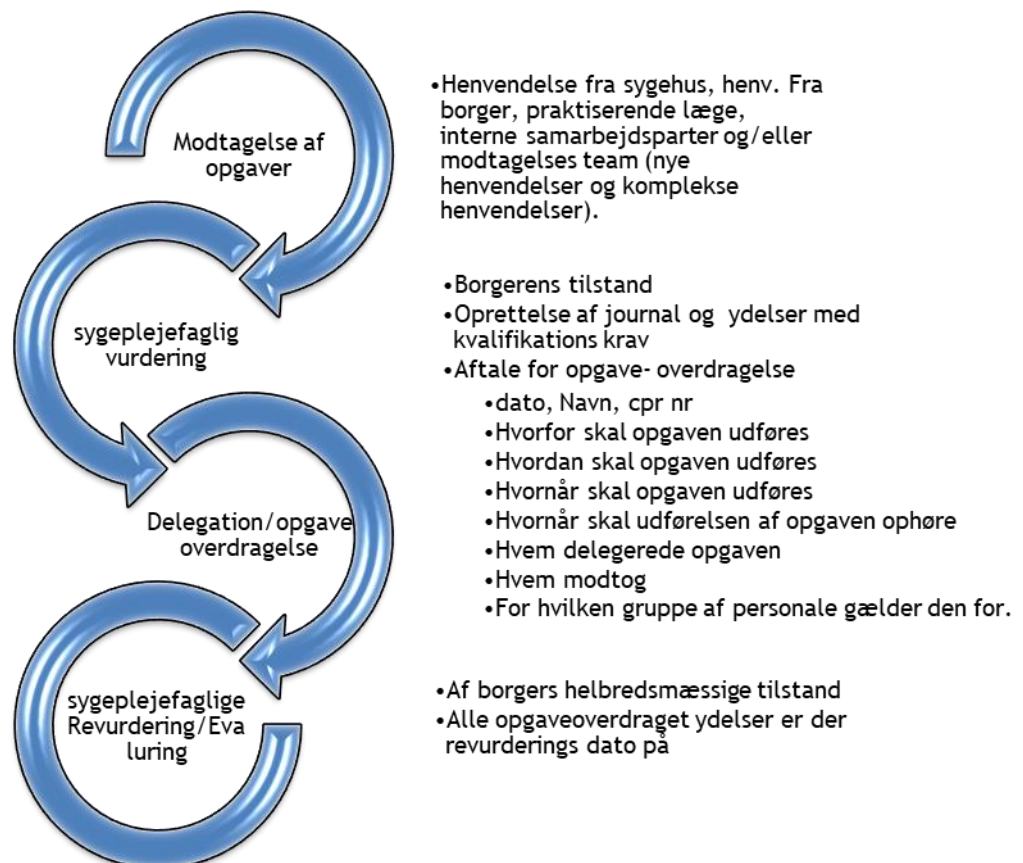 Modtagelse af
opgaver
•Henvendelse fra sygehus, henv. Fra
borger, praktiserende læge,
interne samarbejdsparter og/eller
modtagelses team (nye
henvendelser og komplekse
henvendelser).
sygeplejefaglig
vurdering
•Borgerens tilstand
•Oprettelse af journal og ydelser med
kvalifikations krav
•Aftale for opgave- overdragelse
•dato, Navn, cpr nr
•Hvorfor skal opgaven udføres
•Hvordan skal opgaven udføres
•Hvornår skal opgaven udføres
•Hvornår skal udførelsen af opgaven ophøre
•Hvem delegerede opgaven
•Hvem modtog
•For hvilken gruppe af personale gælder den for.
Delegation/opgave
overdragelse
sygeplejefaglige
Revurdering/Eva
luring
•Af borgers helbredsmæssige tilstand
•Alle opgaveoverdraget ydelser er der
revurderings dato på